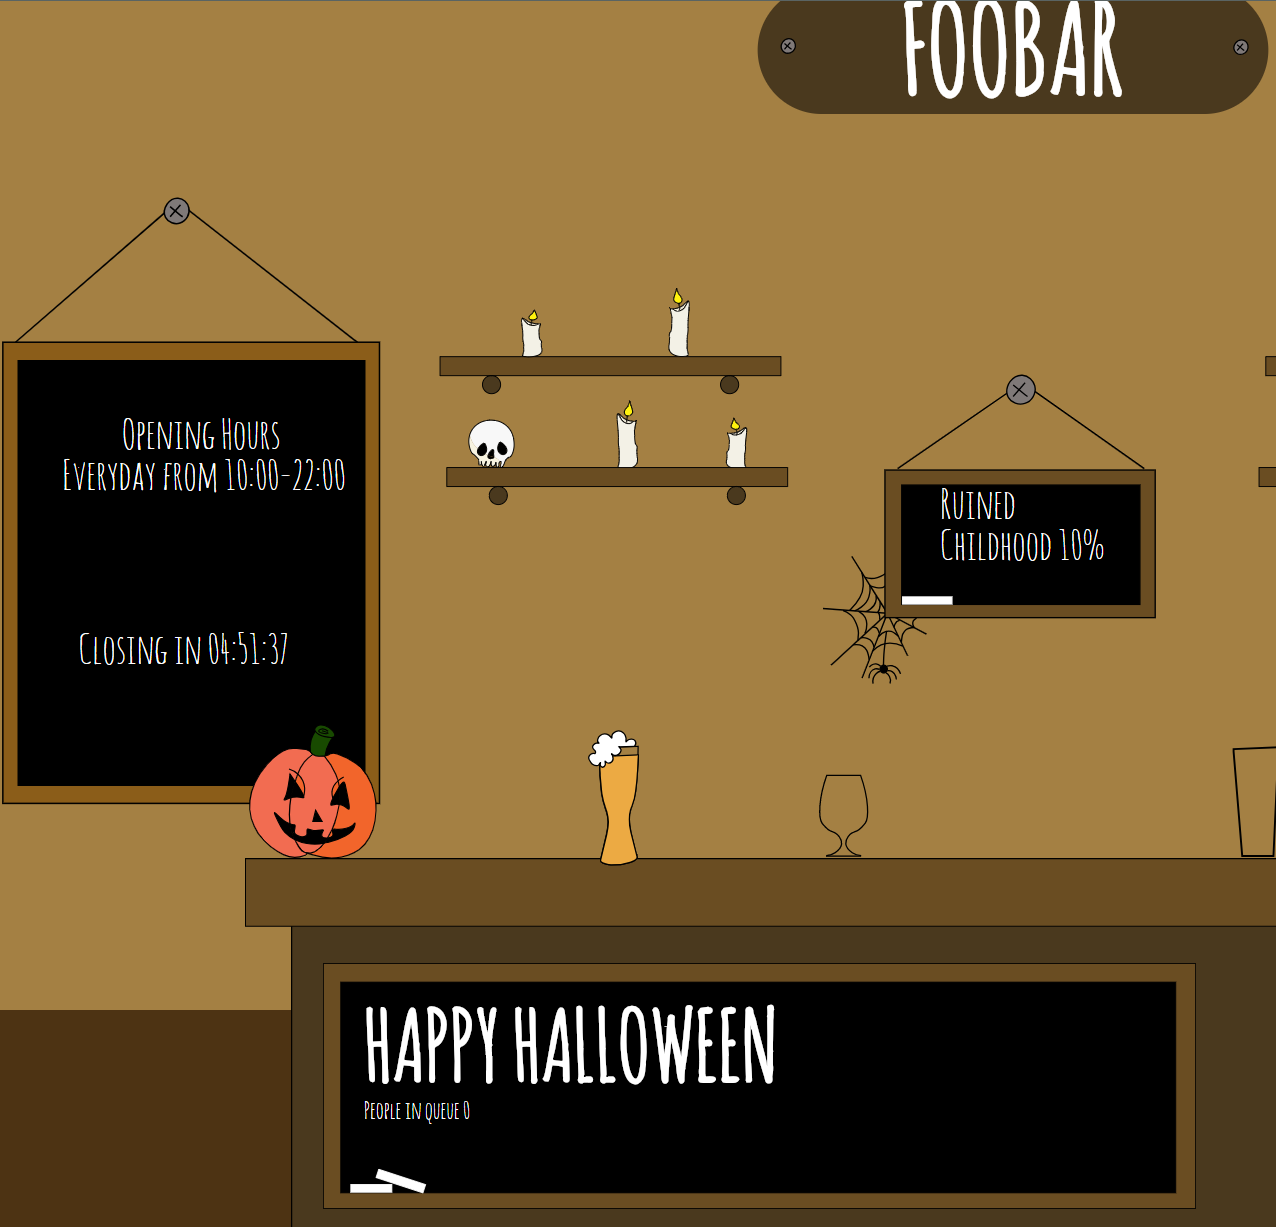 FOOBAR
Opening Hours
Everyday from 10:00-22:00
Ruined
Childhood 10%
Closing in 04:51:37
HAPPY HALLOWEEN
People in queue 0